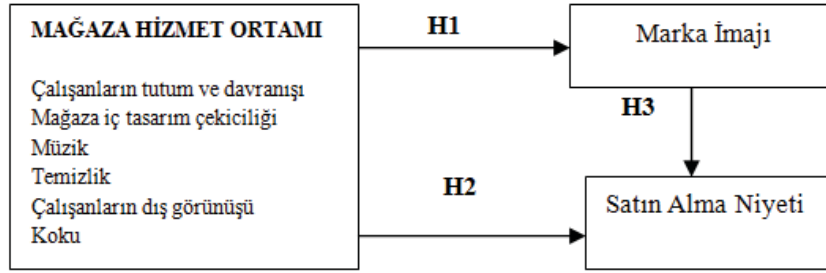 MAĞAZA HİZMET ORTAMI
Çalışanların tutum ve davranışı
Mağaza iç tasarım çekiciliği
Müzik
Temizlik
Çalışanların dış görünüşü
Koku
H1
Marka İmajı
H3
H2
Satın Alma Niyeti